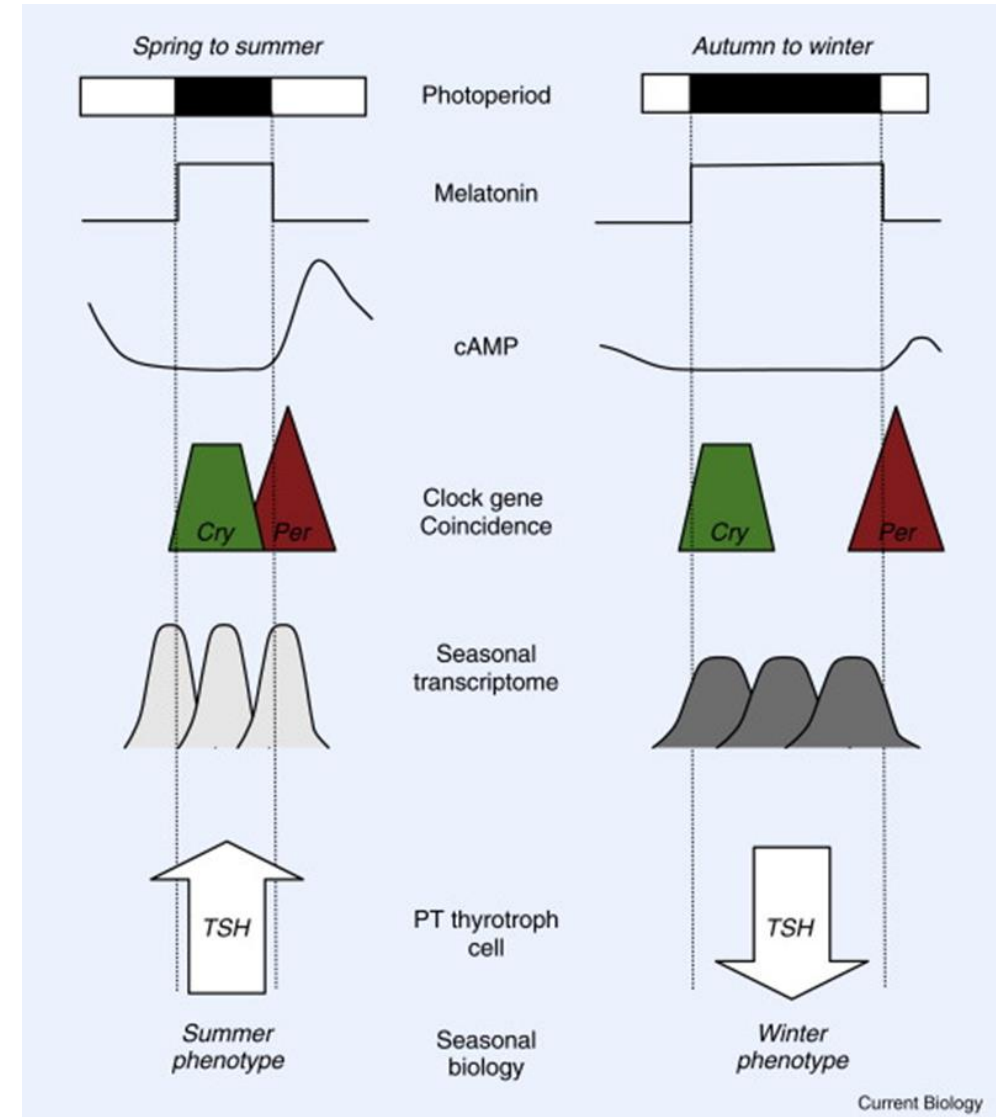 Spring to summer
Autumn to winter
Photoperiod
Melatonin
cAMP
Clock gene
Coincidence
Cry
Per
Cry
Per
Seasonal
transcriptome
TSH
PT thyrotroph
cell
TSH
Summer
phenotype
Seasonal
biology
Winter
phenotype
Current Biology